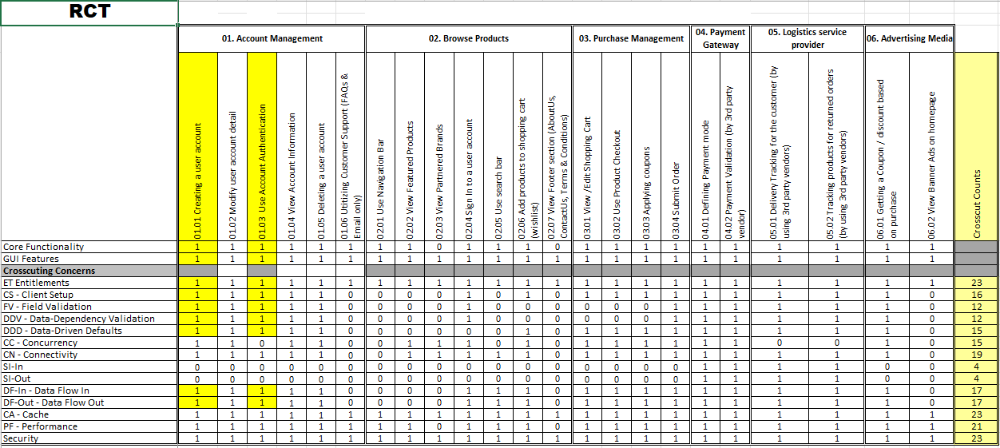 RCT
01. Account Management 02. Browse Products 03. Purchase Management 04. Payment Gateway 05. Logistics service provider 06. Advertising Media
01.01 Creating a user account
01.02 Modify user account detail
01.03 Use Account Authentication
01.04 View Account Information
01.05 Deleting a user account
01.06 Utitizing Customer Support (FAQs & Email only)
02.01 Use Navigation Bar
02.02 View Featured Products
02.03 View Partnered Brands
02.04 Sign In to a user account
02.05 Use search bar
02.06 Add products to shopping cart (wishlist)
02.07 View Footer section (AboutUs, ContactUs, Terms & Conditions)
03.01 View /Edit Shopping Cart
03.02 Use Product Checkout
03.03 Applying coupons
03.04 Submit Order
04.01 Defining Payment mode
04.02 Payment Validation (by 3rd party vendor)
05.01 Delivery Tracking for the customer (by using 3rd party vendors)
05.02 Tracking products for returned orders (by using 3rd party vendors)
06.01 Getting a Coupon / discount based on purchase
06.02 View Banner Ads on homepage
Crosscut Counts
Core Functionality 1 1 1 1 1 1 1 1 0 1 1 1 0 1 1 1 1 1 1 1 1 1 1
GUI Features 1 1 1 1 1 1 1 1 1 1 1 1 1 1 1 1 1 1 1 1 1 1 1
Crosscuting Concerns
ET Entitlements 1 1 1 1 1 1 1 1 1 1 1 1 1 1 1 1 1 1 1 1 1 1 1 23
CS - Client Setup 1 1 1 1 1 0 0 0 0 1 0 1 0 1 1 1 1 1 1 1 1 1 0 16
FV - Field Validation 1 1 1 1 1 0 0 0 0 1 0 0 0 0 0 0 1 1 1 1 1 1 0 12
DDV - Data-Dependency Validation 1 1 1 1 1 0 0 0 0 1 0 0 0 0 0 0 1 1 1 1 1 1 0 12
DDD - Data-Driven Defaults 1 1 1 1 1 0 0 0 0 0 0 1 0 1 1 1 1 1 1 1 1 1 0 15
CC - Concurrency 1 1 0 1 1 0 0 1 1 1 0 1 0 1 1 1 1 1 1 0 0 1 0 15
CN - Connectivity 1 1 1 1 1 0 0 1 1 1 1 1 0 1 1 1 1 1 1 1 1 1 0 19
SI-In 0 0 0 0 0 0 0 0 0 0 0 0 0 0 0 0 0 1 1 1 1 0 0 4
SI-Out 0 0 0 0 0 0 0 0 0 0 0 0 0 0 0 0 0 1 1 1 1 0 0 4
DF-In - Data Flow In 1 1 1 1 1 0 0 0 0 1 1 1 0 1 1 1 1 1 1 1 1 1 0 17
DF-Out - Data Flow Out 1 1 1 1 1 0 0 0 0 1 1 1 0 1 1 1 1 1 1 1 1 1 0 17
CA - Cache 1 1 1 1 1 1 1 1 1 1 1 1 1 1 1 1 1 1 1 1 1 1 1 23
PF - Performance 1 1 1 1 1 1 1 1 0 1 1 1 0 1 1 1 1 1 1 1 1 1 1 21
Security 1 1 1 1 1 1 1 1 1 1 1 1 1 1 1 1 1 1 1 1 1 1 1 23